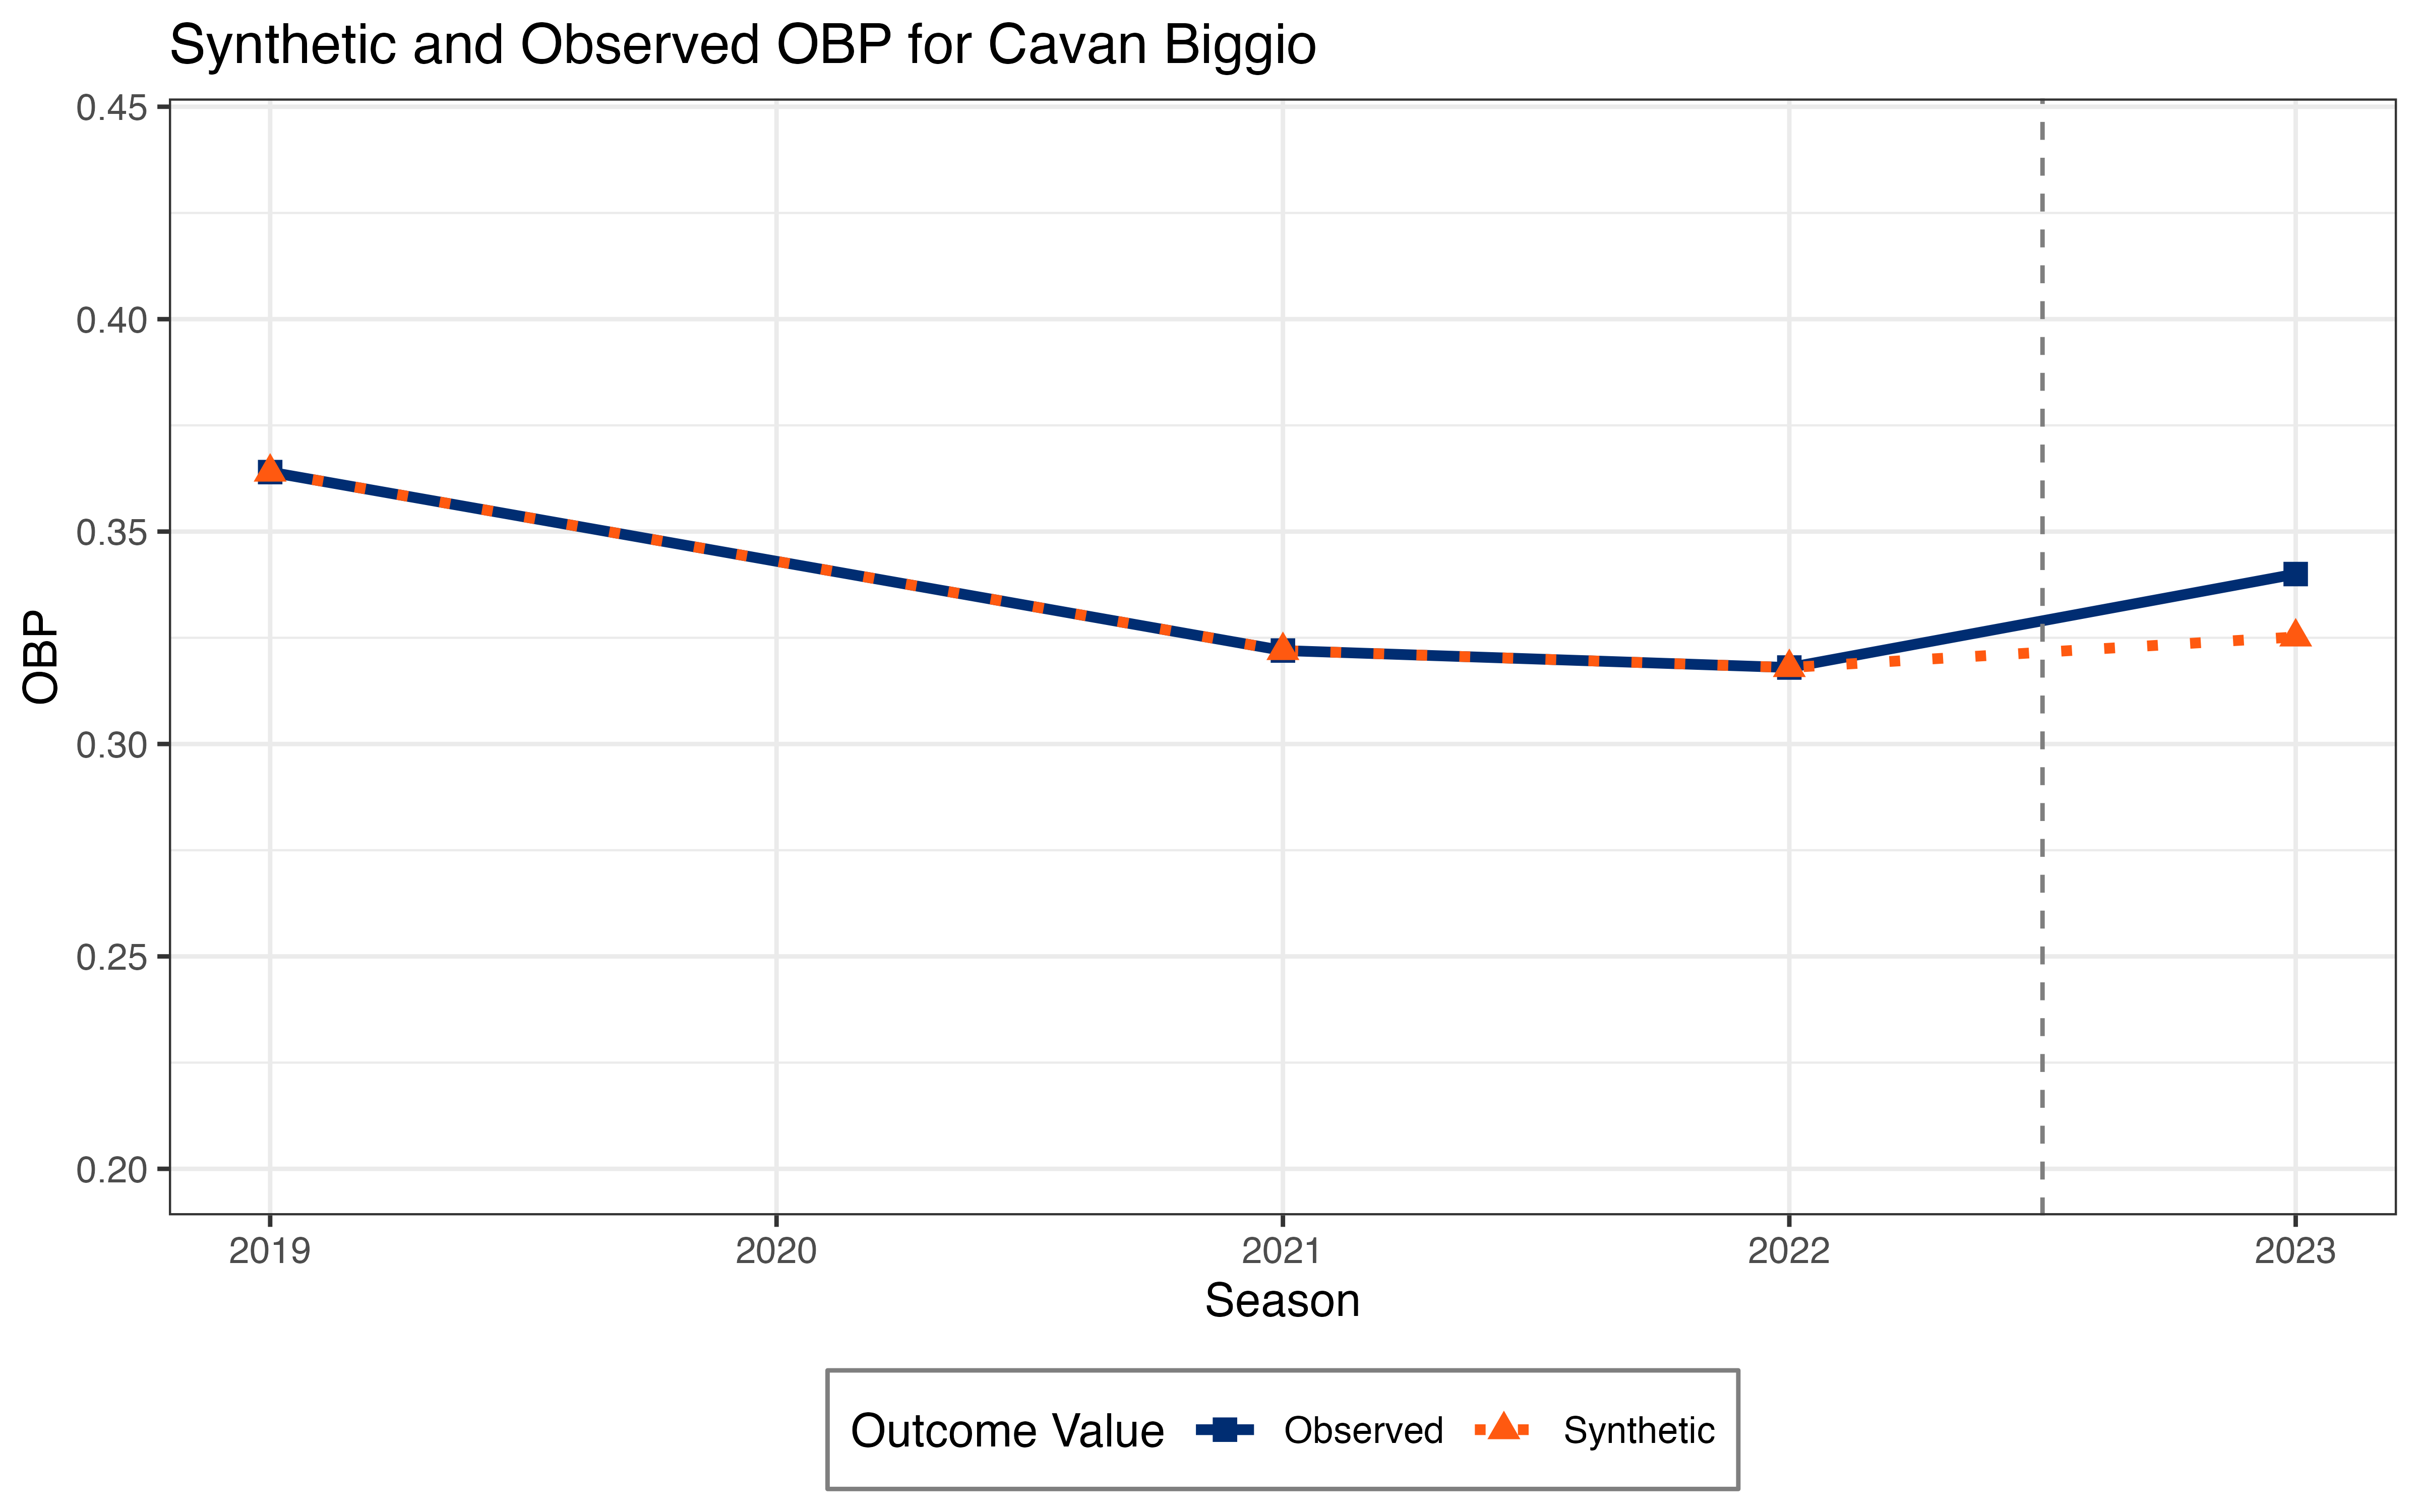 Synthetic and Observed OBP for Cavan Biggio
0.45
0.40
0.35
0.30
0.25
0.20
OBP
2019 2020 2021 2022 2023
Season
Outcome Value Observed Synthetic